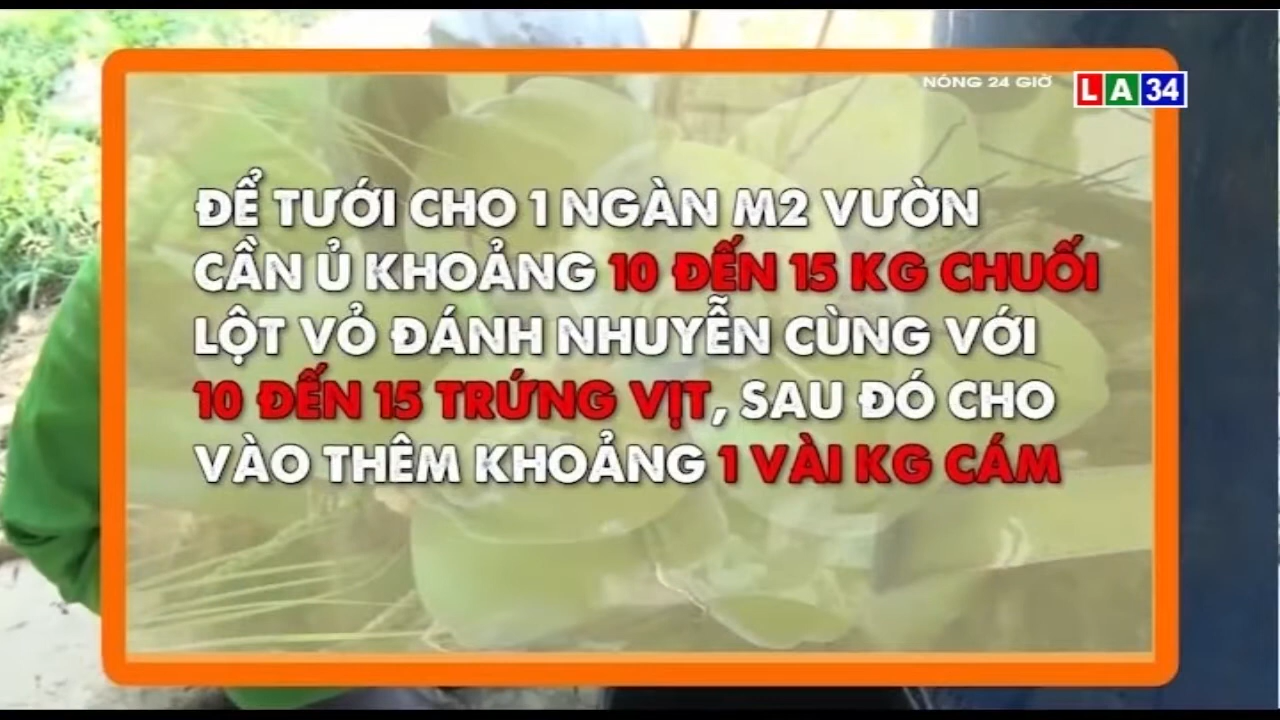 NÓNG 24 GIỜ
LA34
ĐỂ TƯỚI CHO 1 NGÀN M2 VƯỜN
CẦN Ủ KHOẢNG 10 ĐẾN 15 KG CHUỐI
LỘT VỎ ĐÁNH NHUYỄN CÙNG VỚI
10 ĐẾN 15 TRỨNG VỊT, SAU ĐÓ CHO
VÀO THÊM KHOẢNG 1 VÀI KG CÁM